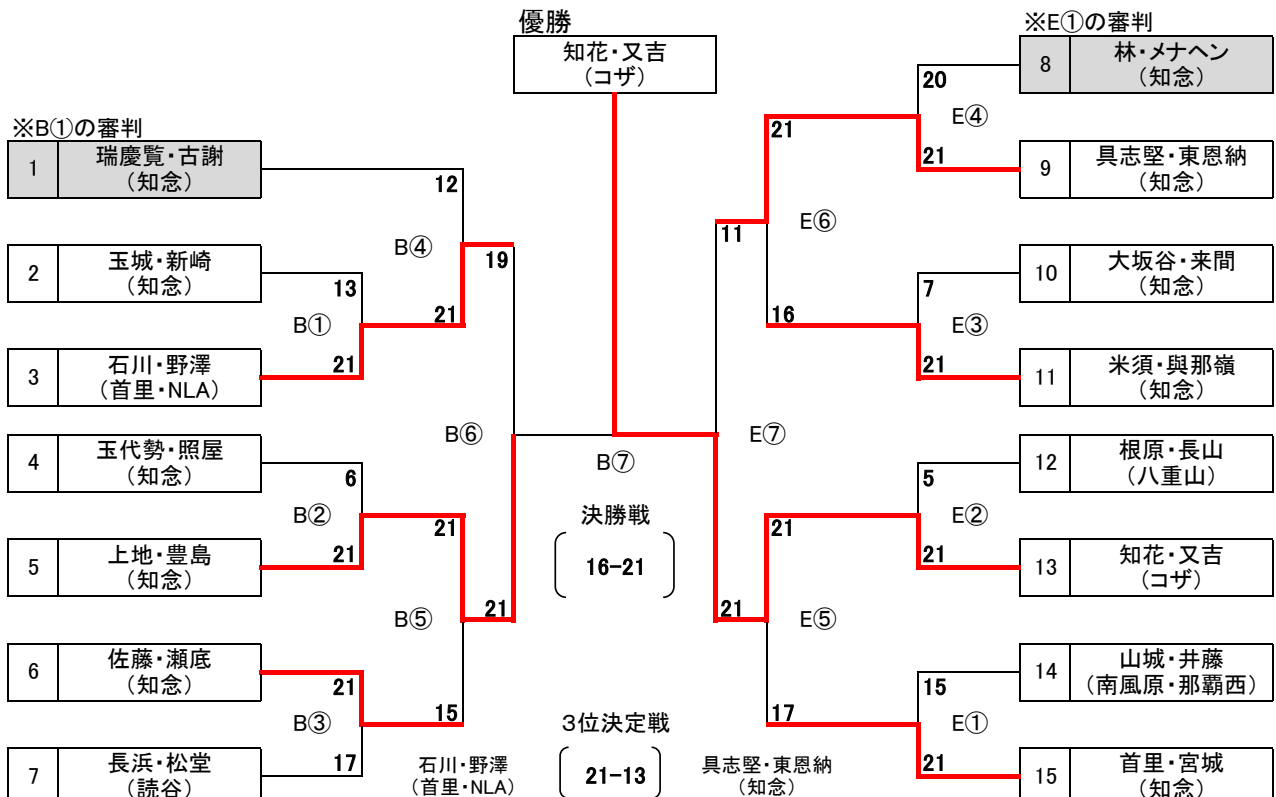 優勝
知花・又吉
(コザ)
※B①の審判
1
瑞慶覧・古謝
(知念)
12
B④
2
玉城・新崎
(知念)
13
B①
21
19
3
石川・野澤
(首里・NLA)
21
B⑥
4
玉代勢・照屋
(知念)
6
B②
21
5
上地・豊島
(知念)
21
B⑤
21
6
佐藤・瀬底
(知念)
21
B③
15
7
長浜・松堂
(読谷)
17
B⑦
決勝戦
16-21
3位決定戦
石川・野澤
(首里・NLA)
21-13
具志堅・東恩納
(知念)
※E①の審判
8
林・メナヘン
(知念)
20
E④
21
9
具志堅・東恩納
(知念)
21
E⑥
11
10
大坂谷・来間
(知念)
7
E③
16
11
米須・與那嶺
(知念)
21
E⑦
12
根原・長山
(八重山)
5
E②
21
13
知花・又吉
(コザ)
21
E⑤
21
14
山城・井藤
(南風原・那覇西)
15
E①
17
15
首里・宮城
(知念)
21